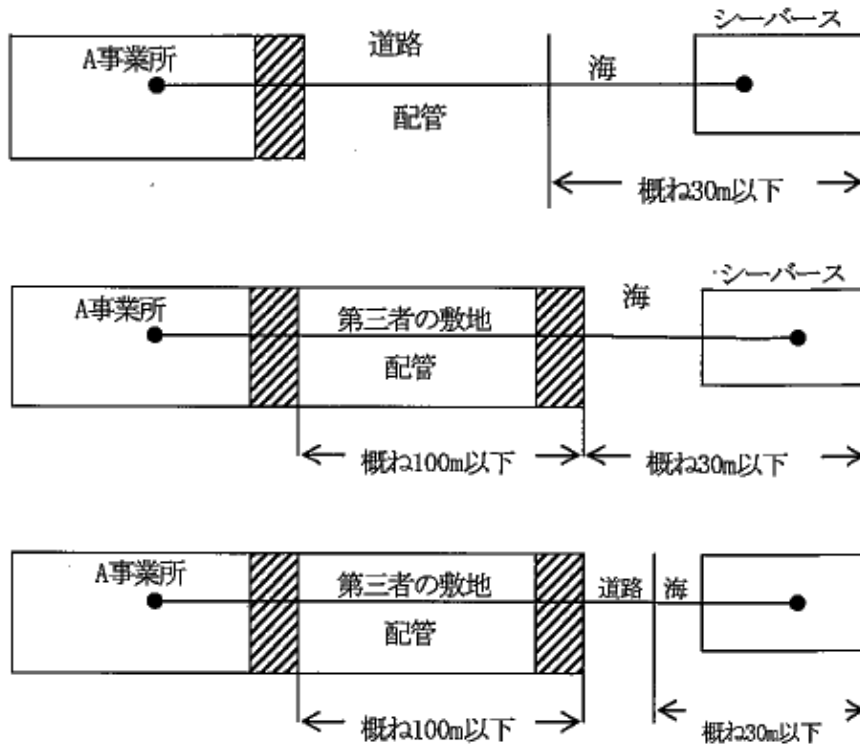 シーバース
A事業所
道路
海
配管
概ね30m以下
シーバース
A事業所
第三者の敷地
海
配管
概ね100m以下
概ね30m以下
A事業所
第三者の敷地
道路
海
配管
概ね100m以下
概ね30m以下